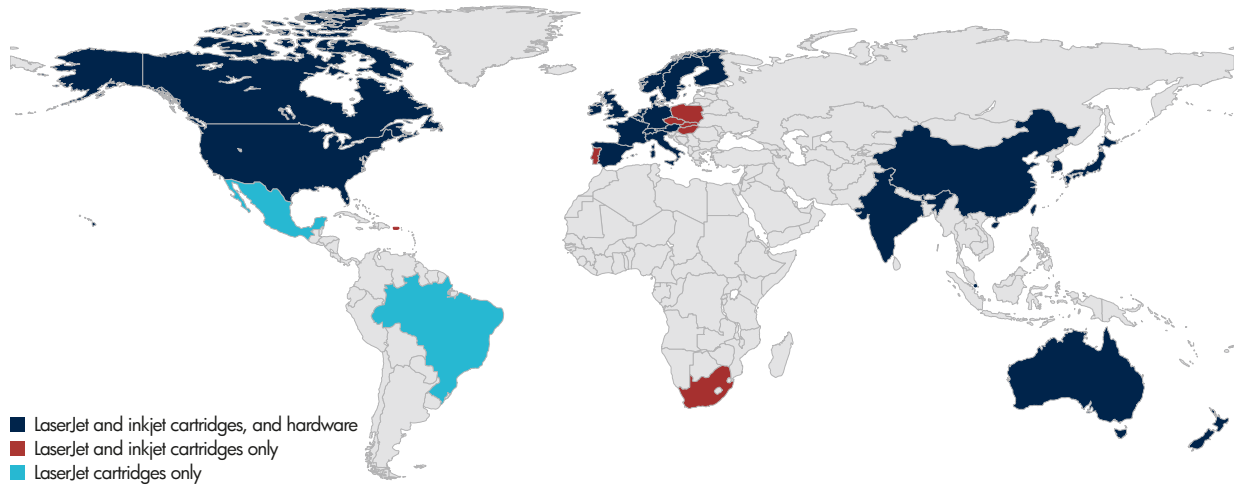 LaserJet and inkjet cartridges, and hardware
LaserJet and inkjet cartridges only
LaserJet cartridges only